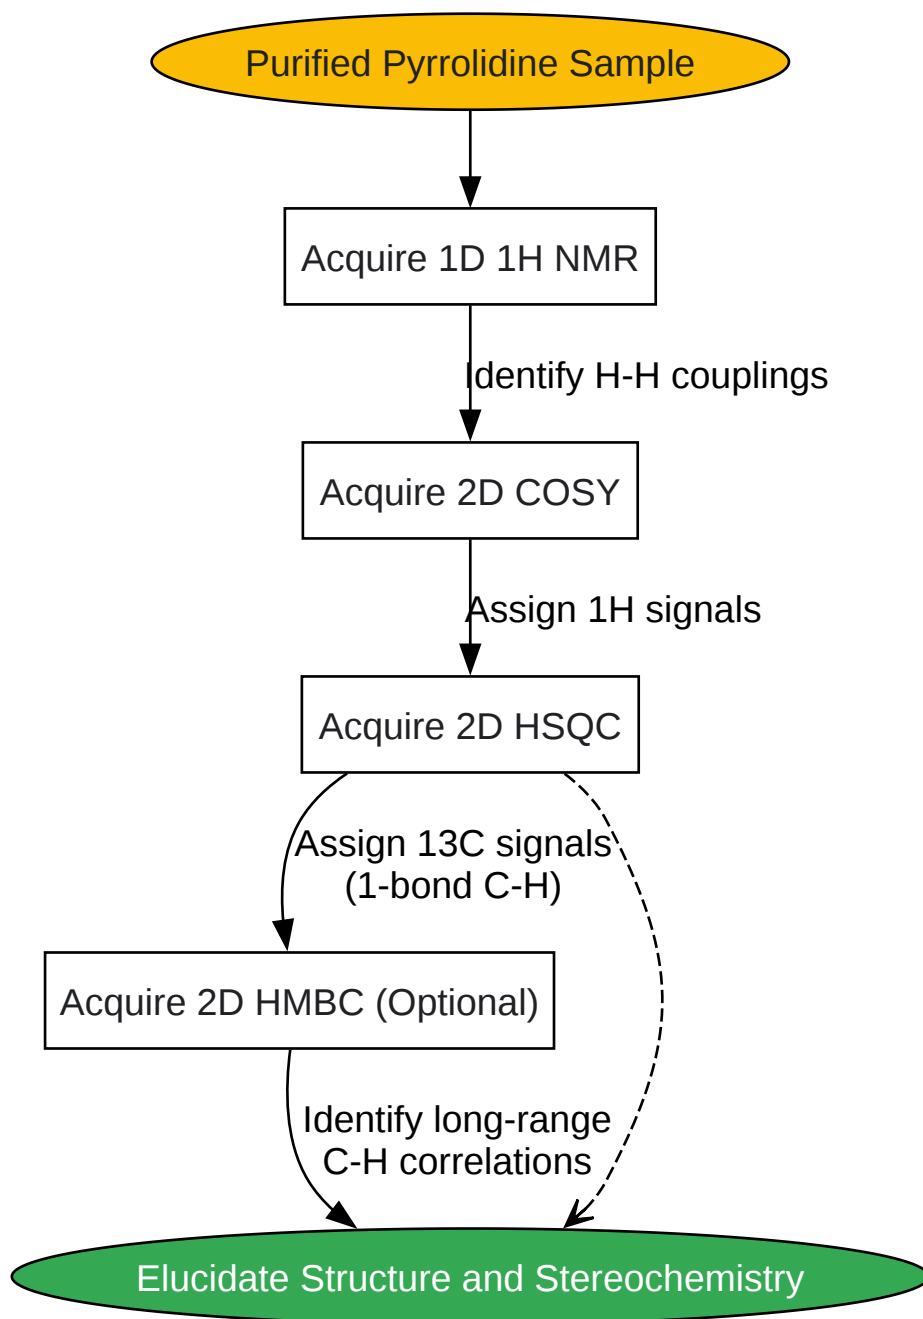 Purified Pyrrolidine Sample
Acquire 1D 1H NMR
Identify H-H couplings
Acquire 2D COSY
Assign 1H signals
Acquire 2D HSQC
Assign 13C signals
(1-bond C-H)
Acquire 2D HMBC (Optional)
Identify long-range
C-H correlations
Elucidate Structure and Stereochemistry